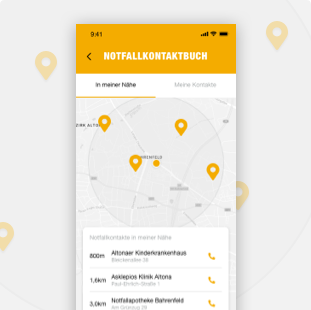 9:41
NOTFALLKONTAKTBUCH
In meiner Nähe
Meine Kontakte
Notfallkontakte in meiner Nähe
800m Altonaer Kinderkrankenhaus
Bleickenallee 38
1,6km Asklepios Klinik Altona
Paul-Ehrlich-Straße 1
3,0km Notfallapotheke Bahrenfeld